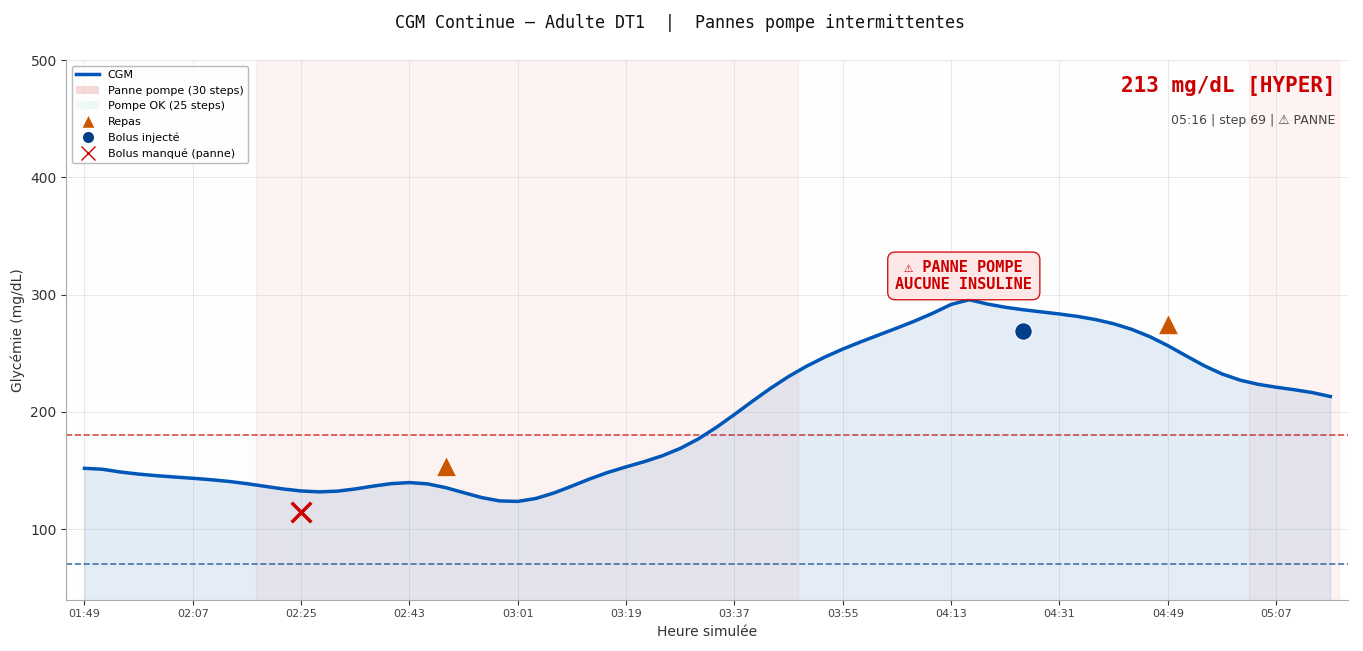 CGM Continue — Adulte DT1 | Pannes pompe intermittentes
500
400
300
200
100
Glycémie (mg/dL)
CGM
Panne pompe (30 steps)
Pompe OK (25 steps)
Repas
Bolus injecté
Bolus manqué (panne)
213 mg/dL [HYPER]
05:16 | step 69 | ⚠ PANNE
⚠ PANNE POMPE
AUCUNE INSULINE
01:49
02:07
02:25
02:43
03:01
03:19
03:37
03:55
04:13
04:31
04:49
05:07
Heure simulée